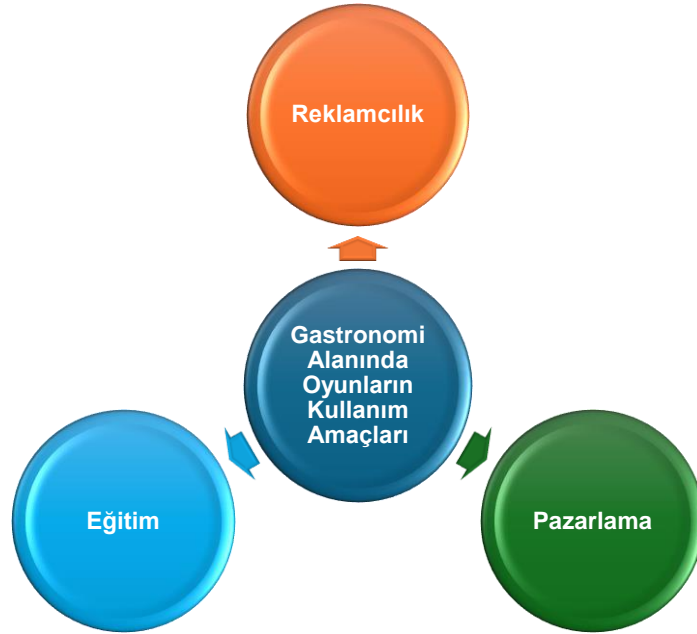 Reklamcılık
Gastronomi
Alanında
Oyunların
Kullanım
Amaçları
Eğitim
Pazarlama